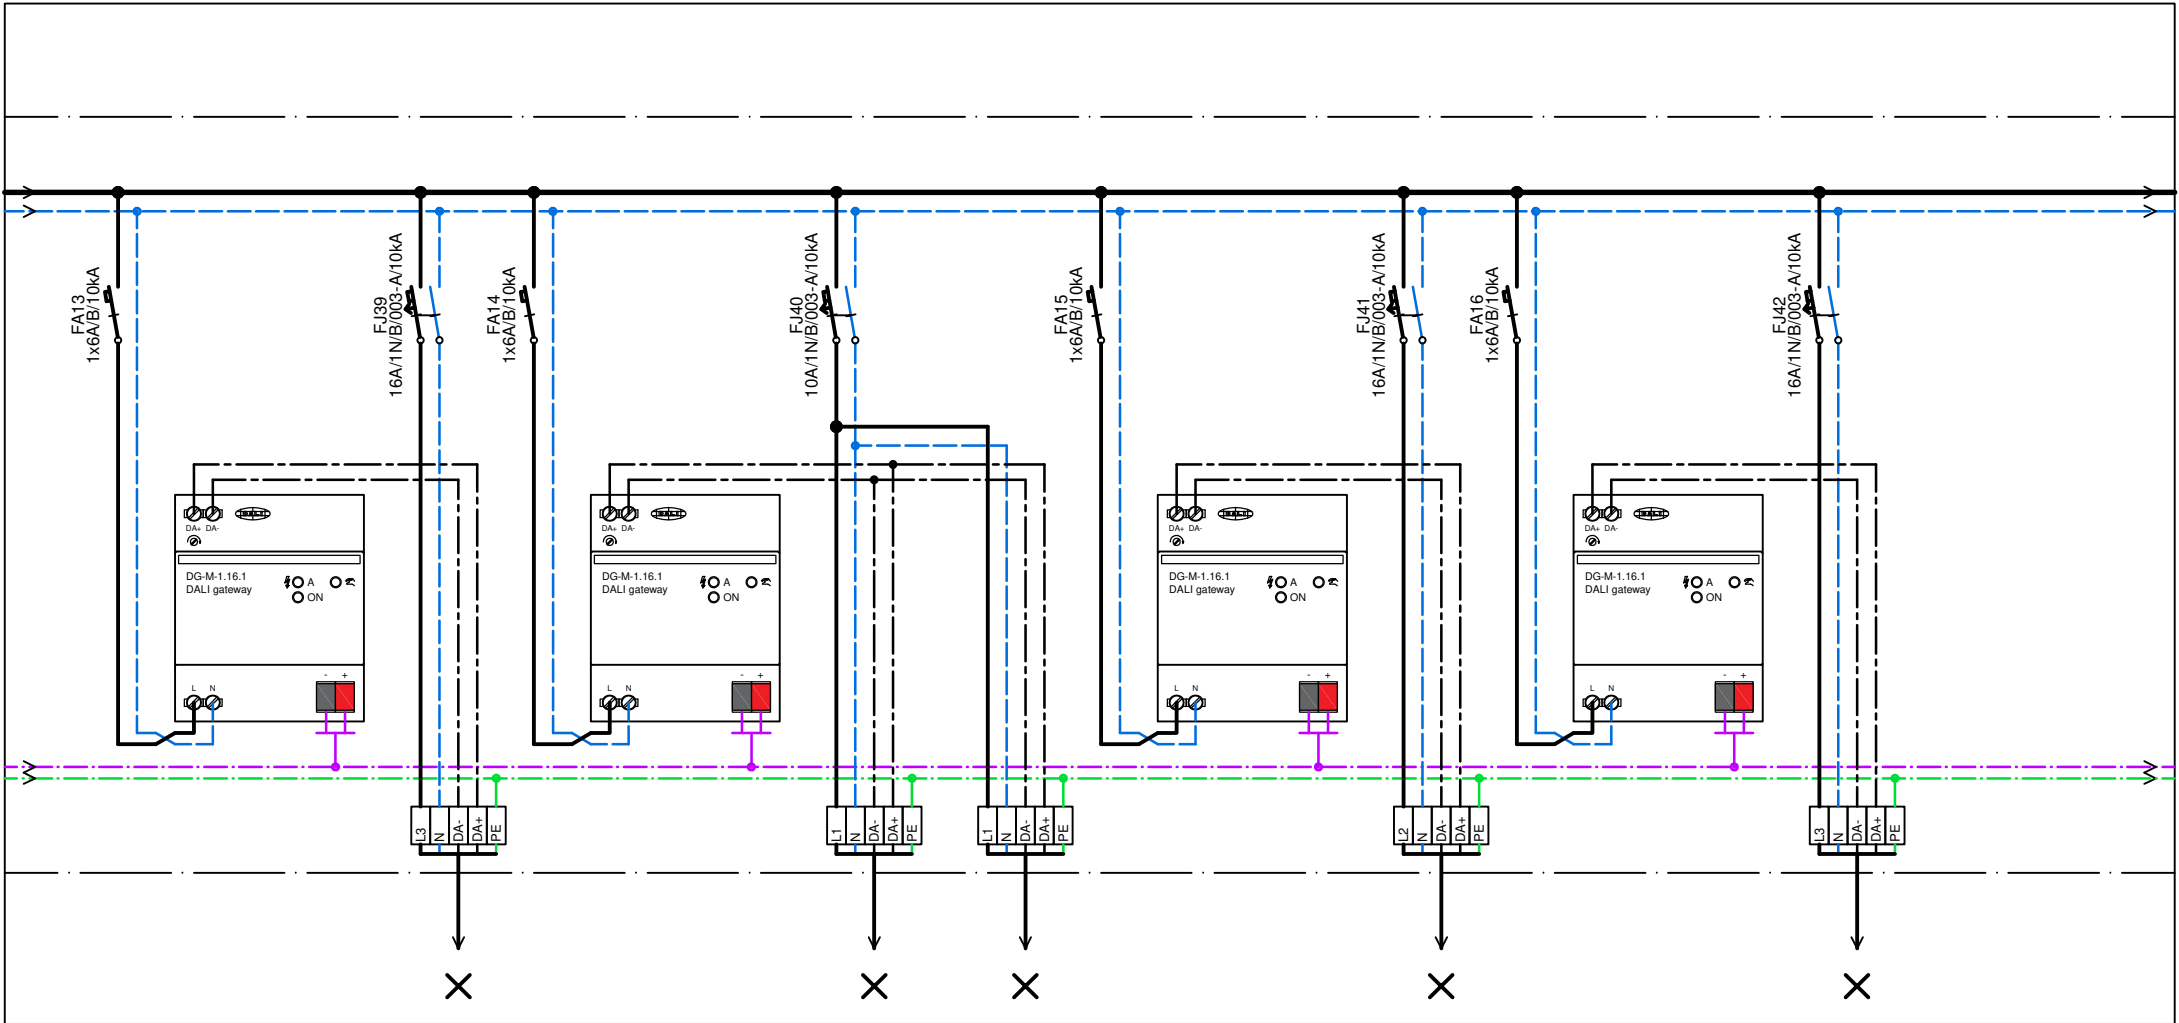 FA13
1x6A/B/10kA
FJ39
16A/1N/B/003-A/10kA
FA14
1x6A/B/10kA
FJ40
10A/1N/B/003-A/10kA
FA15
1x6A/B/10kA
FJ41
16A/1N/B/003-A/10kA
FA16
1x6A/B/10kA
FJ42
16A/1N/B/003-A/10kA
DA+ DA-
DALI
DG-M-1.16.1
DALI gateway
A
ON
L N
- +
DA+ DA-
DALI
DG-M-1.16.1
DALI gateway
A
ON
L N
- +
DA+ DA-
DALI
DG-M-1.16.1
DALI gateway
A
ON
L N
- +
DA+ DA-
DALI
DG-M-1.16.1
DALI gateway
A
ON
L N
- +
L3 N DA- DA+ PE
L1 N DA- DA+ PE
L1 N DA- DA+ PE
L2 N DA- DA+ PE
L3 N DA- DA+ PE